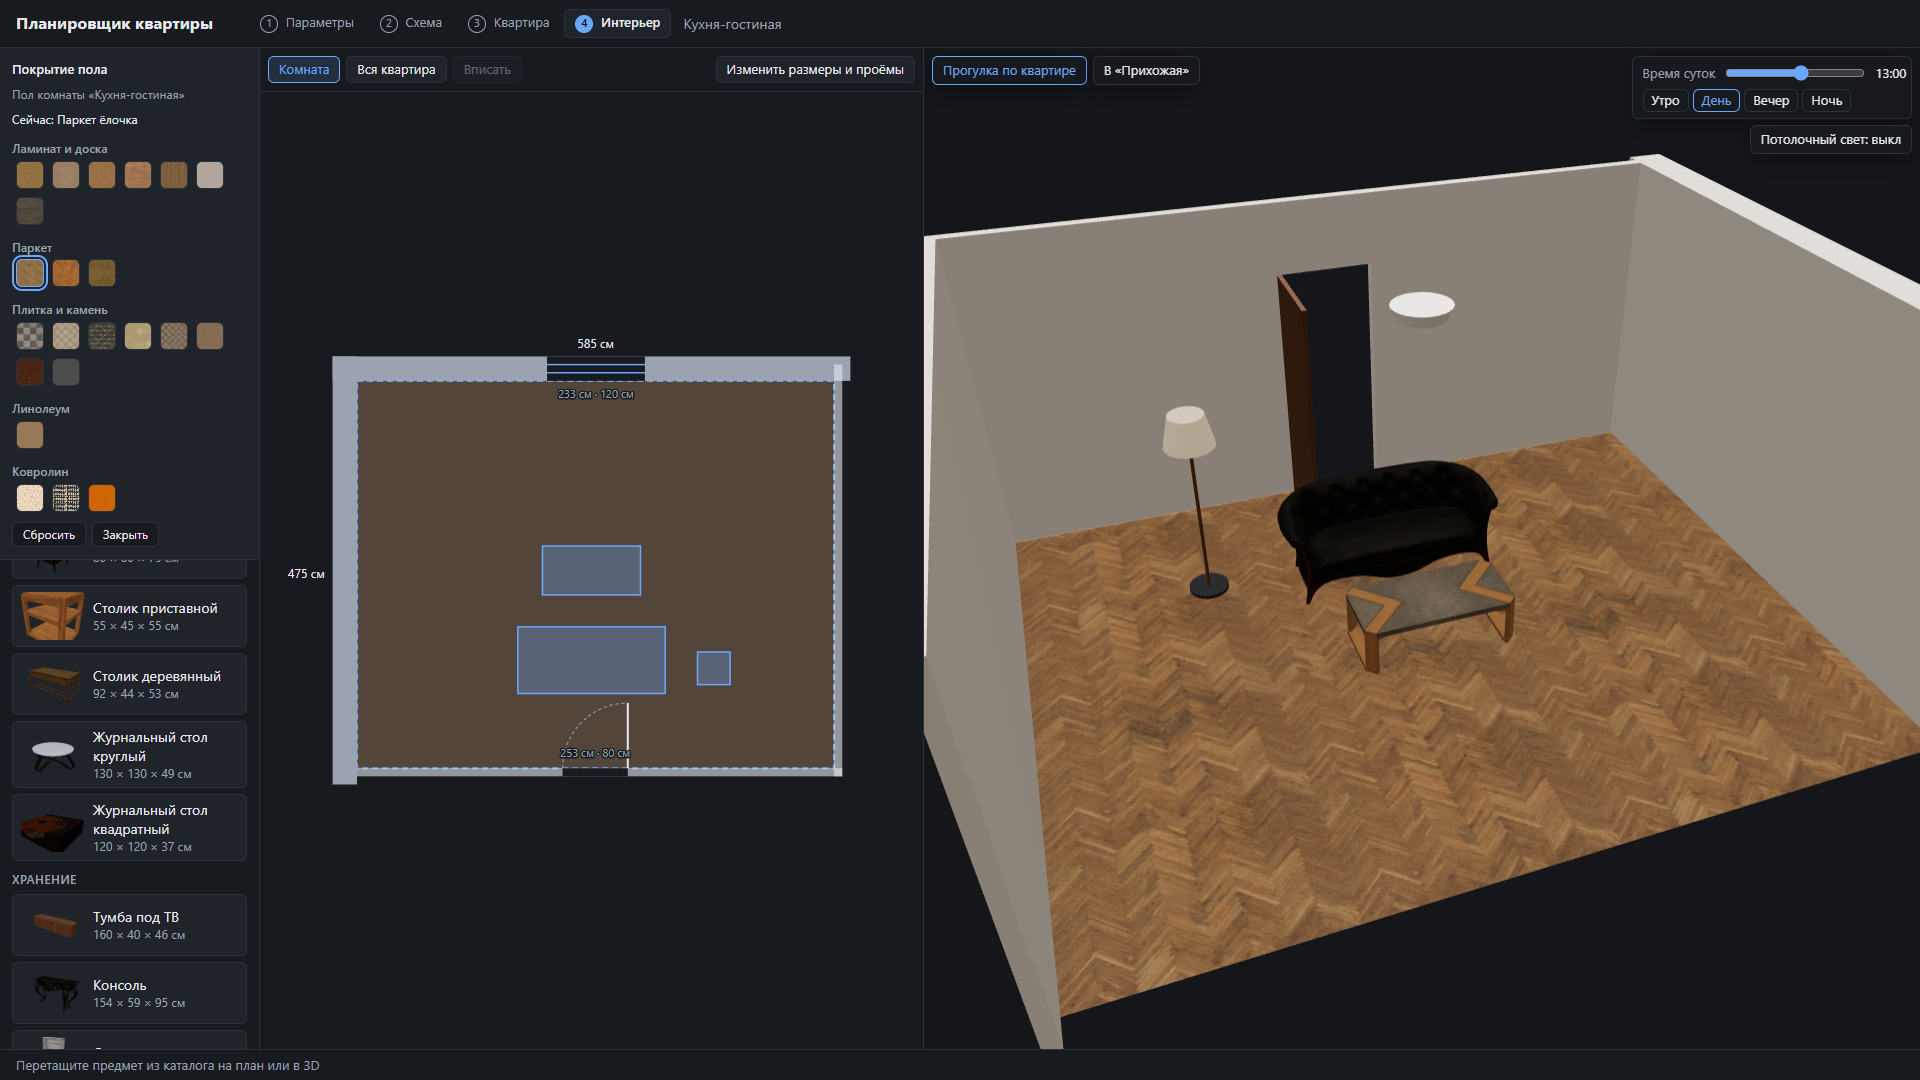 Планировщик квартиры
1 Параметры
2 Схема
3 Квартира
4 Интерьер
Кухня-гостиная
Покрытие пола
Пол комнаты «Кухня-гостиная»
Сейчас: Паркет ёлочка
Ламинат и доска
Паркет
Плитка и камень
Линолеум
Ковролин
Сбросить
Закрыть
Столик приставной
55 × 45 × 55 см
Столик деревянный
92 × 44 × 53 см
Журнальный стол
круглый
130 × 130 × 49 см
Журнальный стол
квадратный
120 × 120 × 37 см
ХРАНЕНИЕ
Тумба под ТВ
160 × 40 × 46 см
Консоль
154 × 59 × 95 см
Комната
Вся квартира
Вписать
Изменить размеры и проёмы
585 см
233 см · 120 см
475 см
253 см · 80 см
Прогулка по квартире
В «Прихожая»
Время суток
13:00
Утро
День
Вечер
Ночь
Потолочный свет: выкл
Перетащите предмет из каталога на план или в 3D